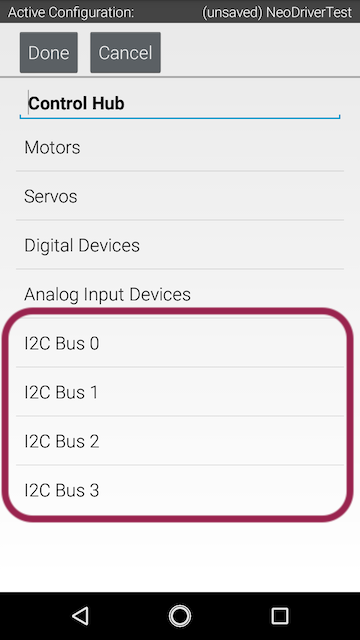 Active Configuration: (unsaved) NeoDriverTest
Done Cancel
Control Hub
Motors
Servos
Digital Devices
Analog Input Devices
I2C Bus 0
I2C Bus 1
I2C Bus 2
I2C Bus 3